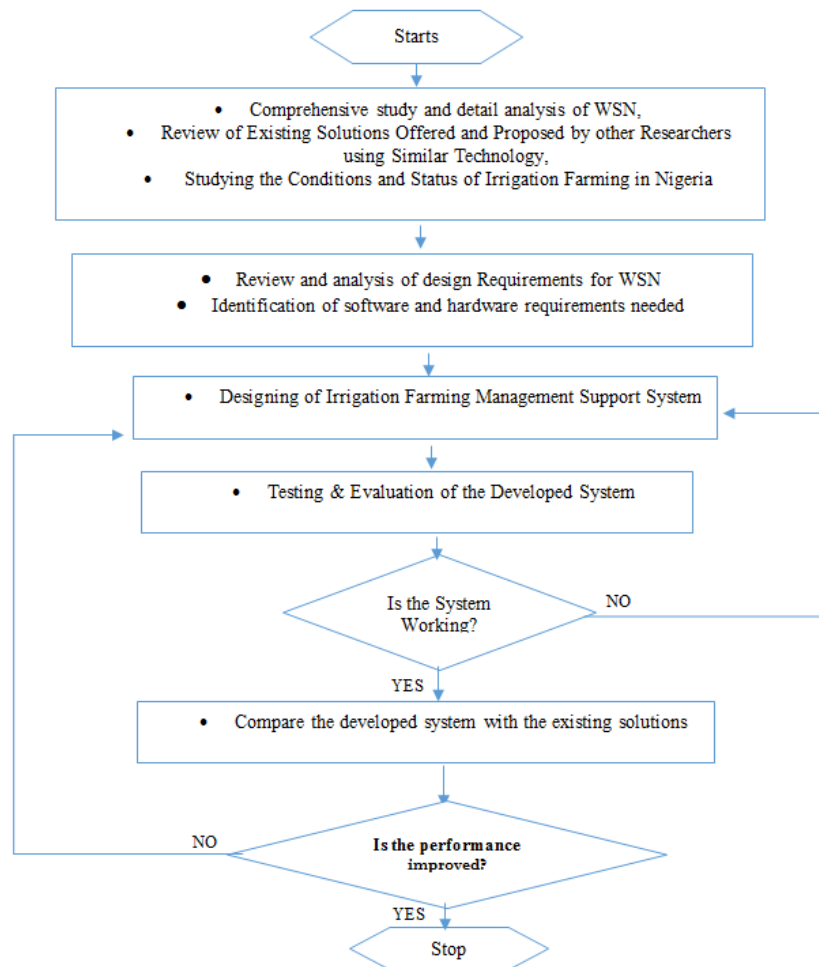 Starts
• Comprehensive study and detail analysis of WSN,
• Review of Existing Solutions Offered and Proposed by other Researchers
using Similar Technology,
• Studying the Conditions and Status of Irrigation Farming in Nigeria
• Review and analysis of design Requirements for WSN
• Identification of software and hardware requirements needed
• Designing of Irrigation Farming Management Support System
• Testing & Evaluation of the Developed System
Is the System
Working?
NO
YES
• Compare the developed system with the existing solutions
NO
Is the performance
improved?
YES
Stop